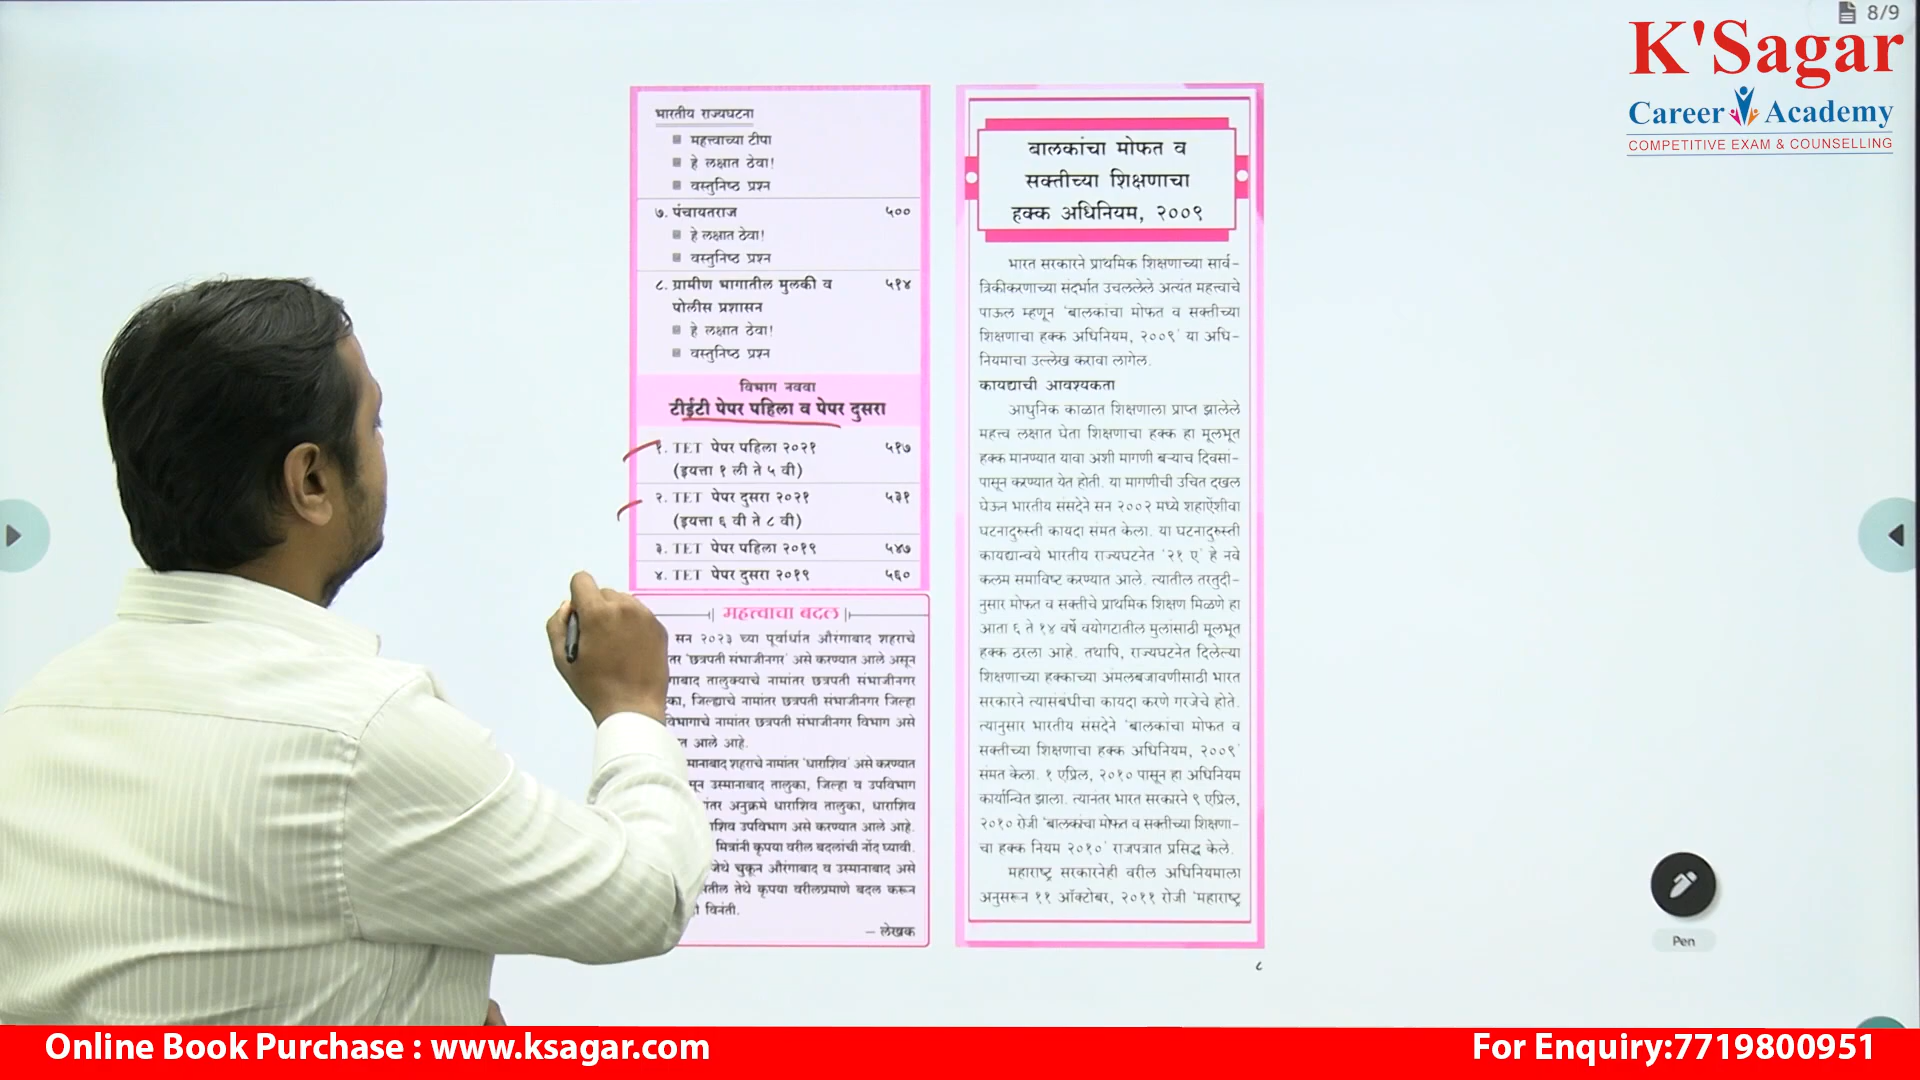 8/9
K'Sagar
Career Academy
COMPETITIVE EXAM & COUNSELLING
भारतीय राज्यघटना
महत्त्वाच्या टीपा
हे लक्षात ठेवा!
वस्तुनिष्ठ प्रश्न
७. पंचायतराज ५००
हे लक्षात ठेवा!
वस्तुनिष्ठ प्रश्न
८. ग्रामीण भागातील मुलकी व ५१४
पोलीस प्रशासन
हे लक्षात ठेवा!
वस्तुनिष्ठ प्रश्न
विभाग नववा
टीईटी पेपर पहिला व पेपर दुसरा
१. TET पेपर पहिला २०२१ ५१७
(इयत्ता १ ली ते ५ वी)
२. TET पेपर दुसरा २०२१ ५३१
(इयत्ता ६ वी ते ८ वी)
३. TET पेपर पहिला २०१९ ५४७
४. TET पेपर दुसरा २०१९ ५६०
महत्त्वाचा बदल
सन २०२३ च्या पूर्वार्धात औरंगाबाद शहराचे
तर 'छत्रपती संभाजीनगर' असे करण्यात आले असून
गाबाद तालुक्याचे नामांतर छत्रपती संभाजीनगर
का, जिल्ह्याचे नामांतर छत्रपती संभाजीनगर जिल्हा
विभागाचे नामांतर छत्रपती संभाजीनगर विभाग असे
त आले आहे.
मानाबाद शहराचे नामांतर 'धाराशिव' असे करण्यात
सून उस्मानाबाद तालुका, जिल्हा व उपविभाग
ांतर अनुक्रमे धाराशिव तालुका, धाराशिव
शिव उपविभाग असे करण्यात आले आहे.
मित्रांनी कृपया वरील बदलांची नोंद घ्यावी.
जेथे चुकून औरंगाबाद व उस्मानाबाद असे
तील तेथे कृपया वरीलप्रमाणे बदल करून
विनंती.
– लेखक
बालकांचा मोफत व
सक्तीच्या शिक्षणाचा
हक्क अधिनियम, २००९
भारत सरकारने प्राथमिक शिक्षणाच्या सार्व-
त्रिकीकरणाच्या संदर्भात उचललेले अत्यंत महत्त्वाचे
पाऊल म्हणून 'बालकांचा मोफत व सक्तीच्या
शिक्षणाचा हक्क अधिनियम, २००९' या अधि-
नियमाचा उल्लेख करावा लागेल.
कायद्याची आवश्यकता
आधुनिक काळात शिक्षणाला प्राप्त झालेले
महत्त्व लक्षात घेता शिक्षणाचा हक्क हा मूलभूत
हक्क मानण्यात यावा अशी मागणी बऱ्याच दिवसां-
पासून करण्यात येत होती. या मागणीची उचित दखल
घेऊन भारतीय संसदेने सन २००२ मध्ये शहाऐंशीवा
घटनादुरुस्ती कायदा संमत केला. या घटनादुरुस्ती
कायद्यान्वये भारतीय राज्यघटनेत '२१ ए' हे नवे
कलम समाविष्ट करण्यात आले. त्यातील तरतुदी-
नुसार मोफत व सक्तीचे प्राथमिक शिक्षण मिळणे हा
आता ६ ते १४ वर्षे वयोगटातील मुलांसाठी मूलभूत
हक्क ठरला आहे. तथापि, राज्यघटनेत दिलेल्या
शिक्षणाच्या हक्काच्या अंमलबजावणीसाठी भारत
सरकारने त्यासंबंधीचा कायदा करणे गरजेचे होते.
त्यानुसार भारतीय संसदेने 'बालकांचा मोफत व
सक्तीच्या शिक्षणाचा हक्क अधिनियम, २००९'
संमत केला. १ एप्रिल, २०१० पासून हा अधिनियम
कार्यान्वित झाला. त्यानंतर भारत सरकारने ९ एप्रिल,
२०१० रोजी 'बालकांचा मोफत व सक्तीच्या शिक्षणा-
चा हक्क नियम २०१०' राजपत्रात प्रसिद्ध केले.
महाराष्ट्र सरकारनेही वरील अधिनियमाला
अनुसरून ११ ऑक्टोबर, २०११ रोजी 'महाराष्ट्र
८
Pen
Online Book Purchase : www.ksagar.com
For Enquiry:7719800951